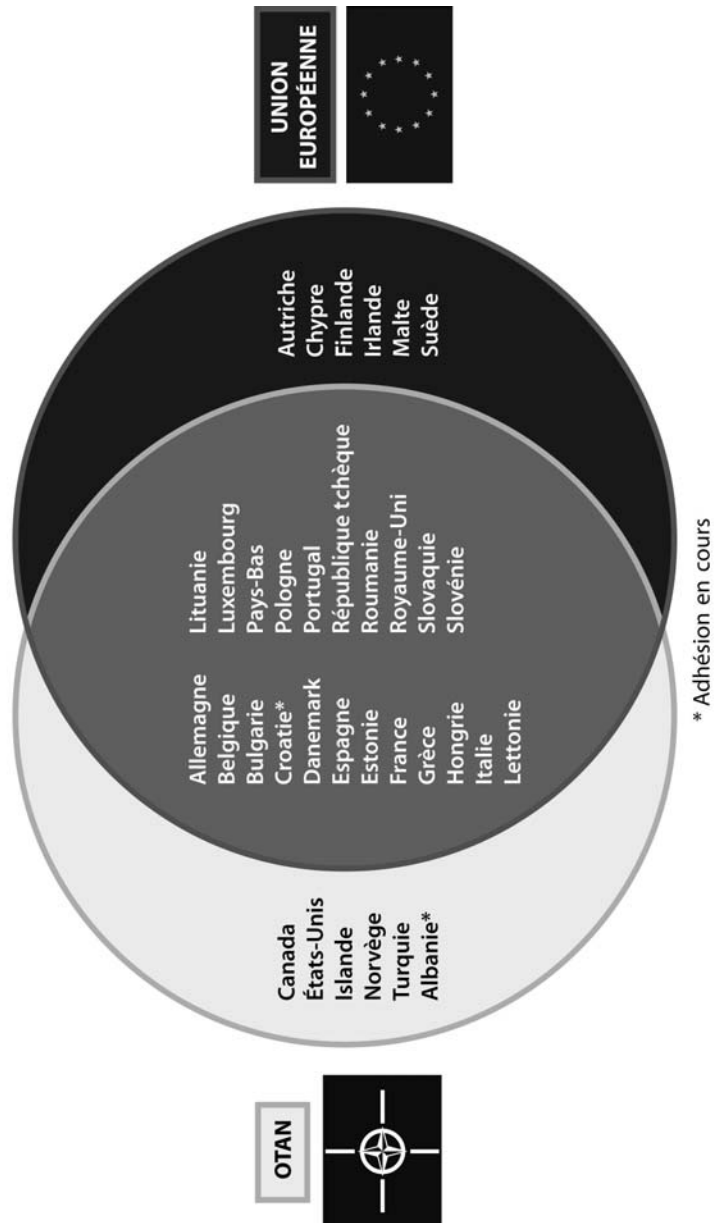 OTAN
Canada
États-Unis
Islande
Norvège
Turquie
Albanie*
Allemagne
Belgique
Bulgarie
Croatie*
Danemark
Espagne
Estonie
France
Grèce
Hongrie
Italie
Lettonie
Lituanie
Luxembourg
Pays-Bas
Pologne
Portugal
République tchèque
Roumanie
Royaume-Uni
Slovaquie
Slovénie
Autriche
Chypre
Finlande
Irlande
Malte
Suède
UNION
EUROPÉENNE
* Adhésion en cours